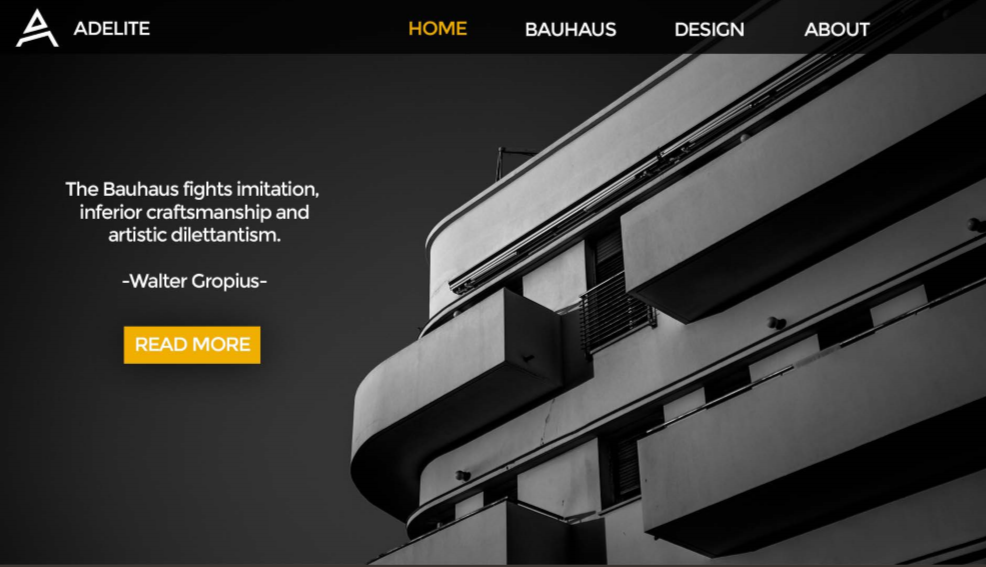 ADELITE
HOME
BAUHAUS
DESIGN
ABOUT
The Bauhaus fights imitation,
inferior craftsmanship and
artistic dilettantism.
-Walter Gropius-
READ MORE